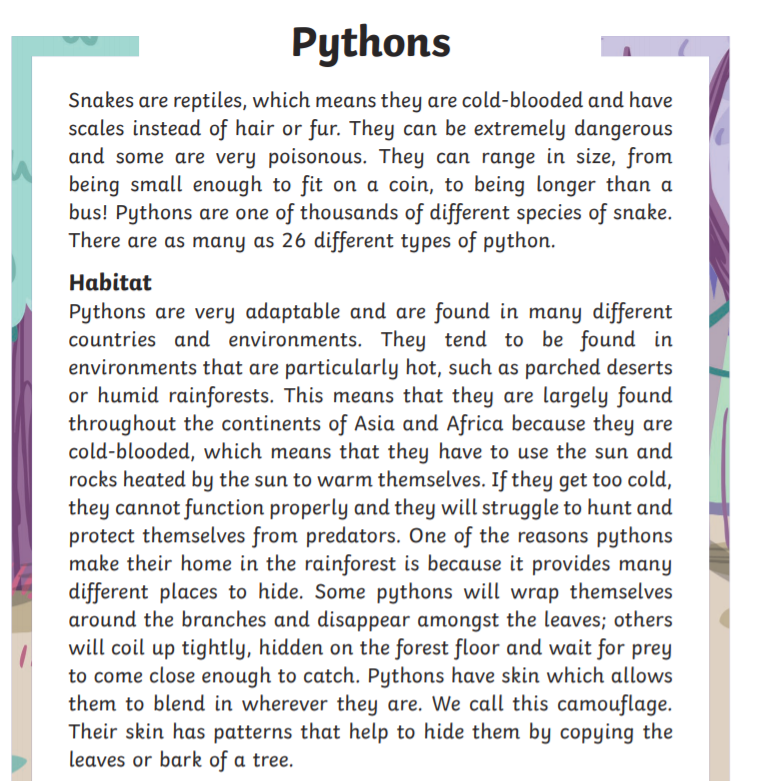 Pythons
Snakes are reptiles, which means they are cold-blooded and have
scales instead of hair or fur. They can be extremely dangerous
and some are very poisonous. They can range in size, from
being small enough to fit on a coin, to being longer than a
bus! Pythons are one of thousands of different species of snake.
There are as many as 26 different types of python.
Habitat
Pythons are very adaptable and are found in many different
countries and environments. They tend to be found in
environments that are particularly hot, such as parched deserts
or humid rainforests. This means that they are largely found
throughout the continents of Asia and Africa because they are
cold-blooded, which means that they have to use the sun and
rocks heated by the sun to warm themselves. If they get too cold,
they cannot function properly and they will struggle to hunt and
protect themselves from predators. One of the reasons pythons
make their home in the rainforest is because it provides many
different places to hide. Some pythons will wrap themselves
around the branches and disappear amongst the leaves; others
will coil up tightly, hidden on the forest floor and wait for prey
to come close enough to catch. Pythons have skin which allows
them to blend in wherever they are. We call this camouflage.
Their skin has patterns that help to hide them by copying the
leaves or bark of a tree.